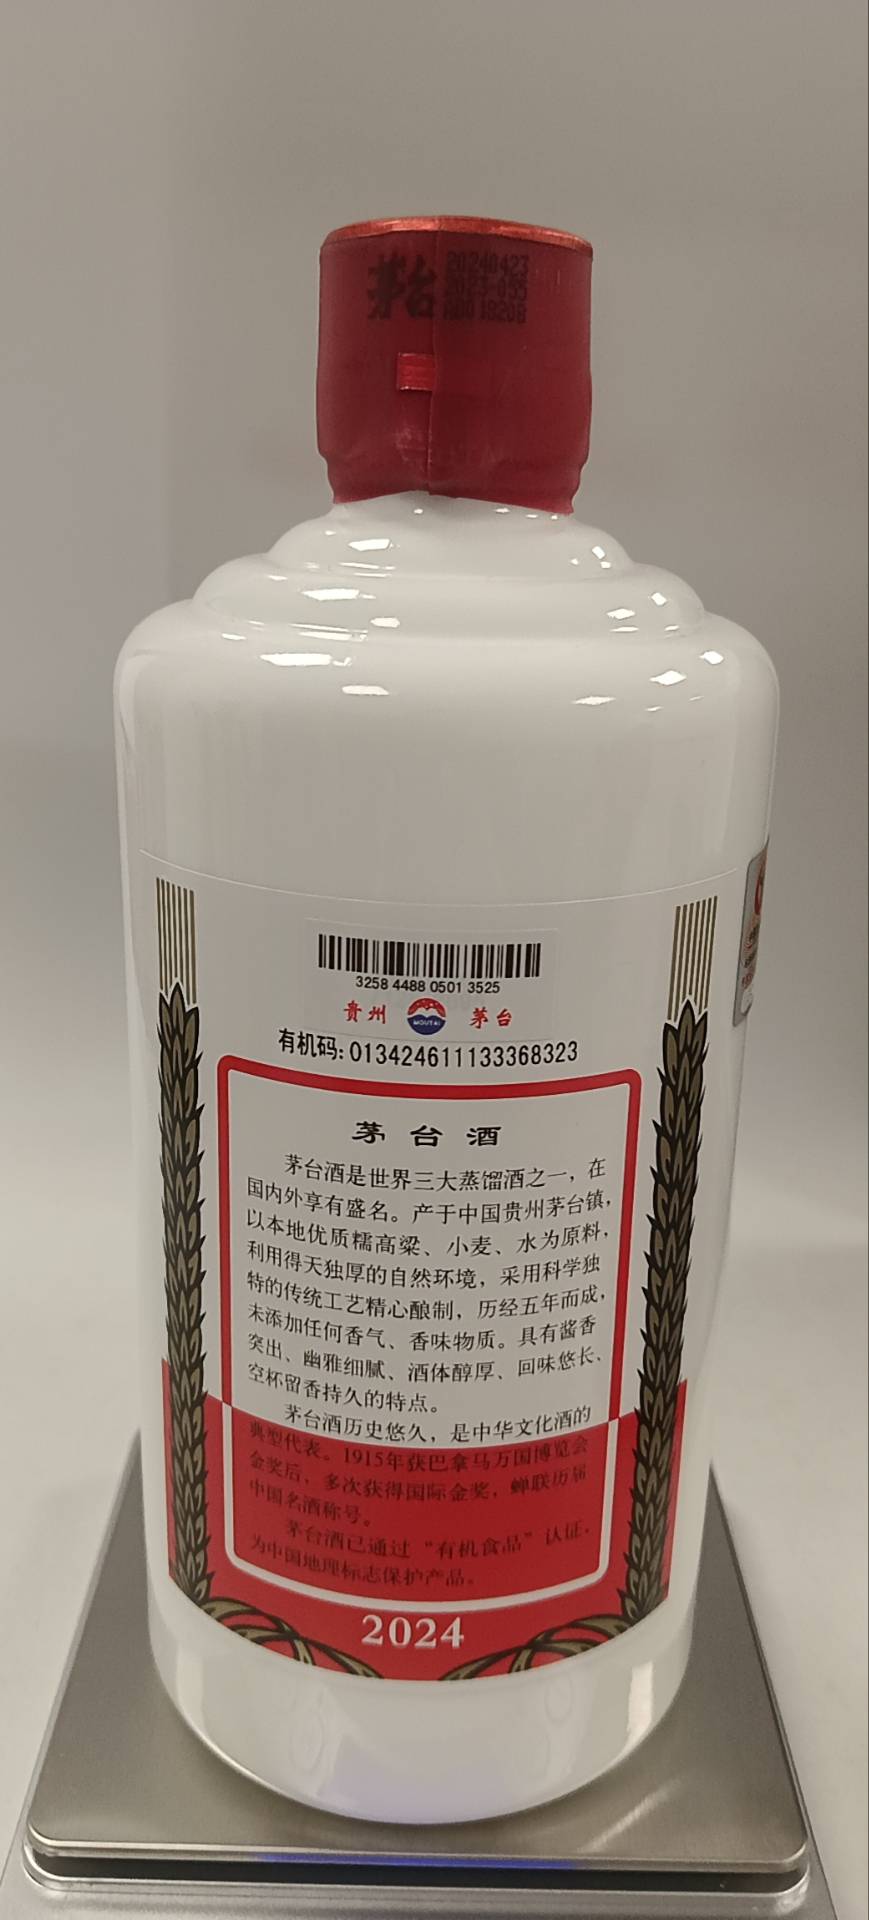 茅台
20240423
2023-055
3258 4488 0501 3525
贵州 MOUTAI 茅台
有机码:013424611133368323
茅台酒
茅台酒是世界三大蒸馏酒之一，在
国内外享有盛名。产于中国贵州茅台镇，
以本地优质糯高粱、小麦、水为原料，
利用得天独厚的自然环境，采用科学独
特的传统工艺精心酿制，历经五年而成，
未添加任何香气、香味物质。具有酱香
突出、幽雅细腻、酒体醇厚、回味悠长、
空杯留香持久的特点。
茅台酒历史悠久，是中华文化酒的
典型代表。1915年获巴拿马万国博览会
金奖后，多次获得国际金奖，蝉联历届
中国名酒称号。
茅台酒已通过“有机食品”认证，
为中国地理标志保护产品。
2024